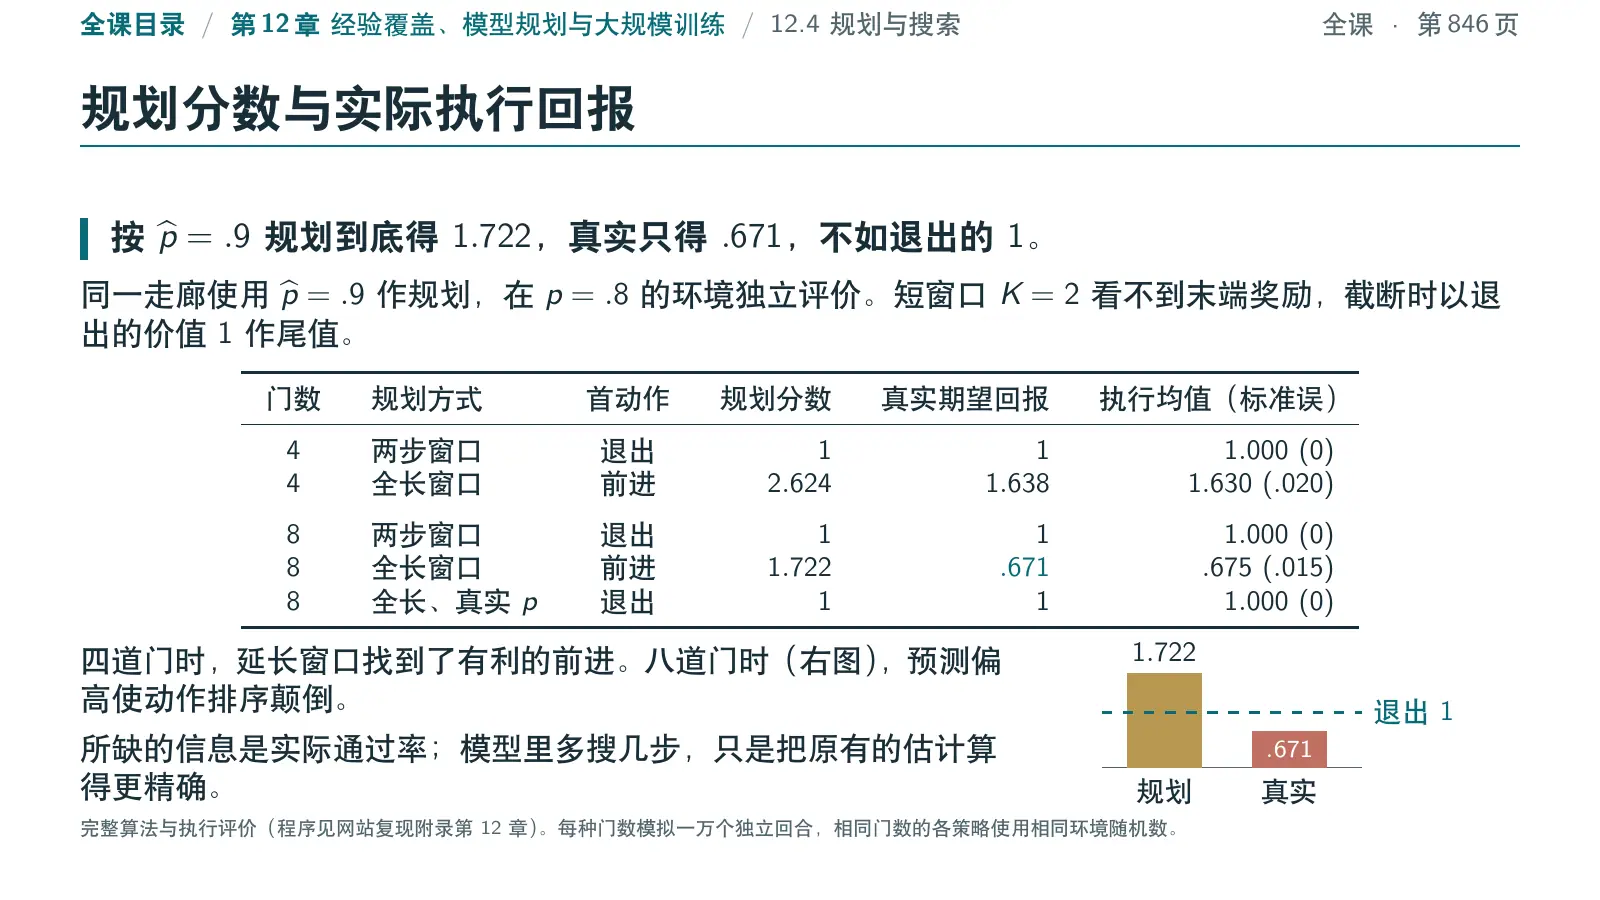 全课目录 / 第 12 章 经验覆盖、模型规划与大规模训练 / 12.4 规划与搜索 全课 · 第 846 页
规划分数与实际执行回报
按 p̂ = .9 规划到底得 1.722，真实只得 .671，不如退出的 1。
同一走廊使用 p̂ = .9 作规划，在 p = .8 的环境独立评价。短窗口 K = 2 看不到末端奖励，截断时以退
出的价值 1 作尾值。
门数 规划方式 首动作 规划分数 真实期望回报 执行均值（标准误）
4 两步窗口 退出 1 1 1.000 (0)
4 全长窗口 前进 2.624 1.638 1.630 (.020)
8 两步窗口 退出 1 1 1.000 (0)
8 全长窗口 前进 1.722 .671 .675 (.015)
8 全长、真实 p 退出 1 1 1.000 (0)
四道门时，延长窗口找到了有利的前进。八道门时（右图），预测偏
高使动作排序颠倒。
所缺的信息是实际通过率；模型里多搜几步，只是把原有的估计算
得更精确。
1.722
退出 1
.671
规划 真实
完整算法与执行评价（程序见网站复现附录第 12 章）。每种门数模拟一万个独立回合，相同门数的各策略使用相同环境随机数。